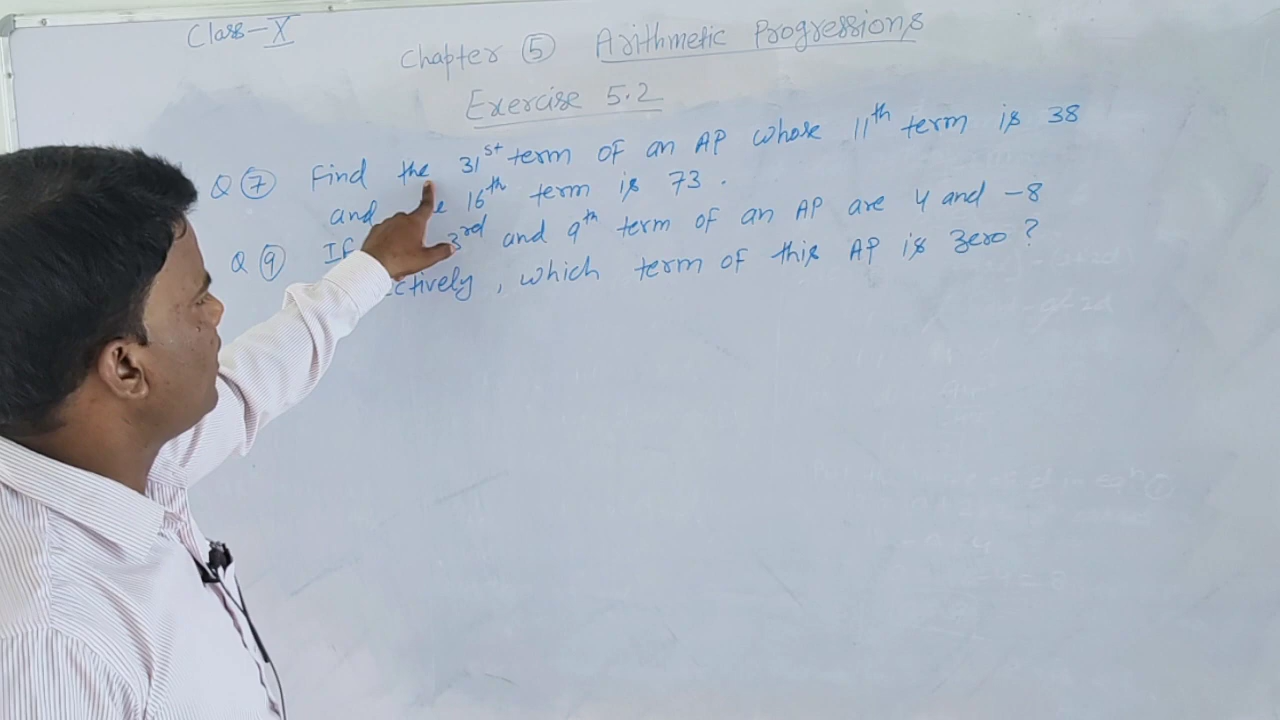 Class-X
Chapter 5 Arithmetic Progressions
Exercise 5.2
Q 7 Find the 31st term of an AP whose 11th term is 38
and 16th term is 73.
Q 9 If 3rd and 9th term of an AP are 4 and -8
ctively, which term of this AP is zero?